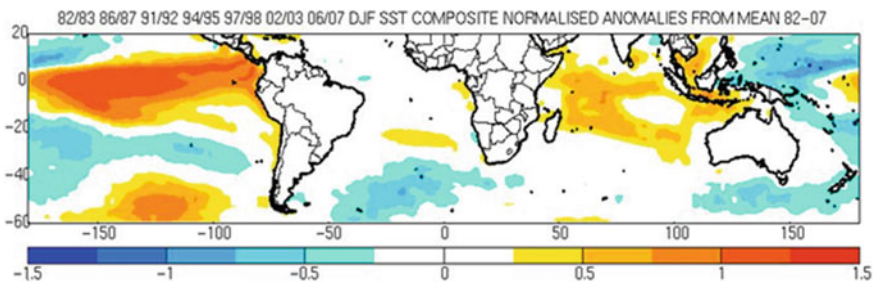 82/83 86/87 91/92 94/95 97/98 02/03 06/07 DJF SST COMPOSITE NORMALISED ANOMALIES FROM MEAN 82-07
20
0
-20
-40
-60
-150 -100 -50 0 50 100 150
-1.5 -1 -0.5 0 0.5 1 1.5